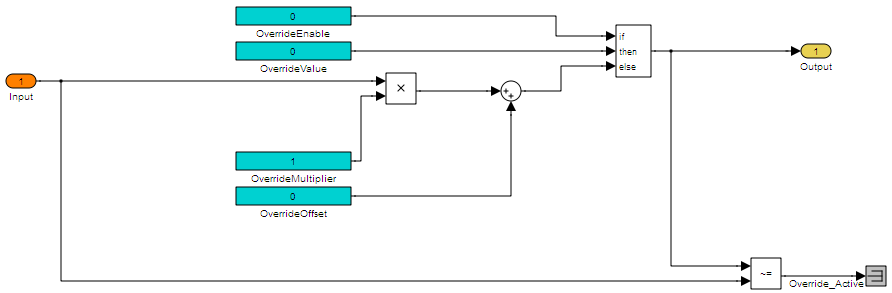 0
OverrideEnable
0
OverrideValue
if
then
else
1
Output
1
Input
×
+
+
1
OverrideMultiplier
0
OverrideOffset
~=
Override_Active